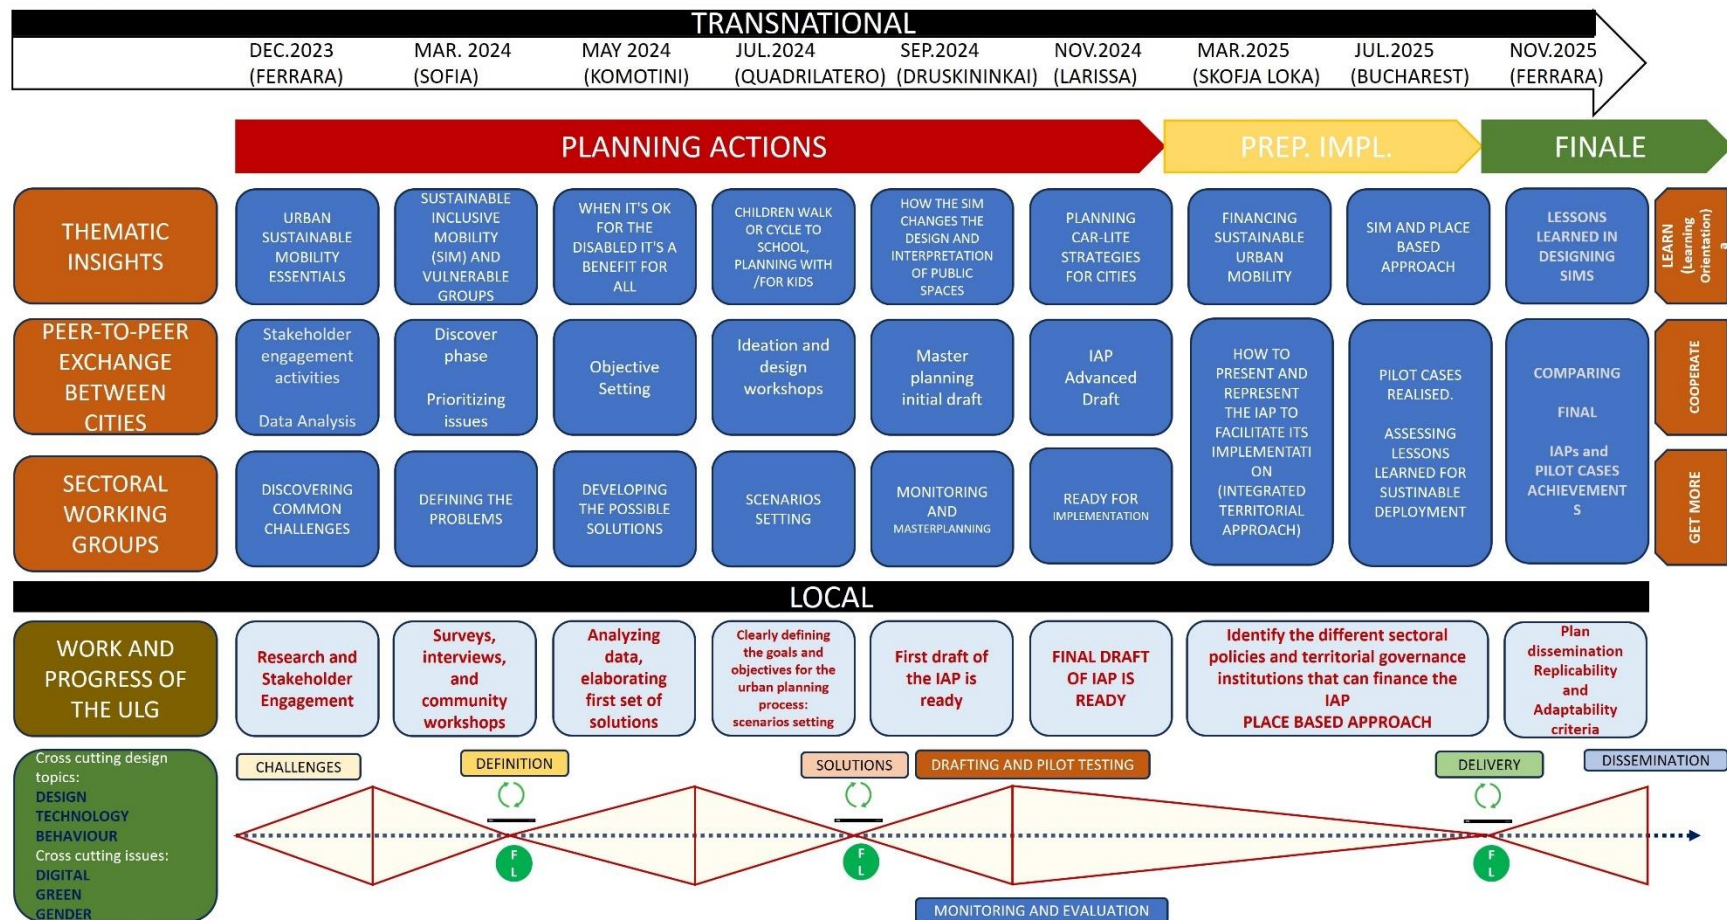 TRANSNATIONAL
DEC.2023
(FERRARA)
MAR. 2024
(SOFIA)
MAY 2024
(KOMOTINI)
JUL.2024
(QUADRILATERO)
SEP.2024
(DRUSKININKAI)
NOV.2024
(LARISSA)
MAR.2025
(SKOFJA LOKA)
JUL.2025
(BUCHAREST)
NOV.2025
(FERRARA)
PLANNING ACTIONS
PREP. IMPL.
FINALE
THEMATIC
INSIGHTS
URBAN
SUSTAINABLE
MOBILITY
ESSENTIALS
SUSTAINABLE
INCLUSIVE
MOBILITY
(SIM) AND
VULNERABLE
GROUPS
WHEN IT'S OK
FOR THE
DISABLED IT'S A
BENEFIT FOR
ALL
CHILDREN WALK
OR CYCLE TO
SCHOOL,
PLANNING WITH
/FOR KIDS
HOW THE SIM
CHANGES THE
DESIGN AND
INTERPRETATION
OF PUBLIC
SPACES
PLANNING
CAR-LITE
STRATEGIES
FOR CITIES
FINANCING
SUSTAINABLE
URBAN
MOBILITY
SIM AND PLACE
BASED
APPROACH
LESSONS
LEARNED IN
DESIGNING
SIMS
LEARN
(Learning
Orientation)
a
PEER-TO-PEER
EXCHANGE
BETWEEN
CITIES
Stakeholder
engagement
activities
Data Analysis
Discover
phase
Prioritizing
issues
Objective
Setting
Ideation and
design
workshops
Master
planning
initial draft
IAP
Advanced
Draft
HOW TO
PRESENT AND
REPRESENT
THE IAP TO
FACILITATE ITS
IMPLEMENTATI
ON
(INTEGRATED
TERRITORIAL
APPROACH)
PILOT CASES
REALISED.
ASSESSING
LESSONS
LEARNED FOR
SUSTINABLE
DEPLOYMENT
COMPARING
FINAL
IAPs and
PILOT CASES
ACHIEVEMENT
S
COOPERATE
SECTORAL
WORKING
GROUPS
DISCOVERING
COMMON
CHALLENGES
DEFINING THE
PROBLEMS
DEVELOPING
THE POSSIBLE
SOLUTIONS
SCENARIOS
SETTING
MONITORING
AND
MASTERPLANNING
READY FOR
IMPLEMENTATION
GET MORE
LOCAL
WORK AND
PROGRESS OF
THE ULG
Research and
Stakeholder
Engagement
Surveys,
interviews,
and
community
workshops
Analyzing
data,
elaborating
first set of
solutions
Clearly defining
the goals and
objectives for the
urban planning
process:
scenarios setting
First draft of
the IAP is
ready
FINAL DRAFT
OF IAP IS
READY
Identify the different sectoral
policies and territorial governance
institutions that can finance the
IAP
PLACE BASED APPROACH
Plan
dissemination
Replicability
and
Adaptability
criteria
Cross cutting design
topics:
DESIGN
TECHNOLOGY
BEHAVIOUR
Cross cutting issues:
DIGITAL
GREEN
GENDER
CHALLENGES
DEFINITION
SOLUTIONS
DRAFTING AND PILOT TESTING
DELIVERY
DISSEMINATION
F
L
F
L
F
L
MONITORING AND EVALUATION